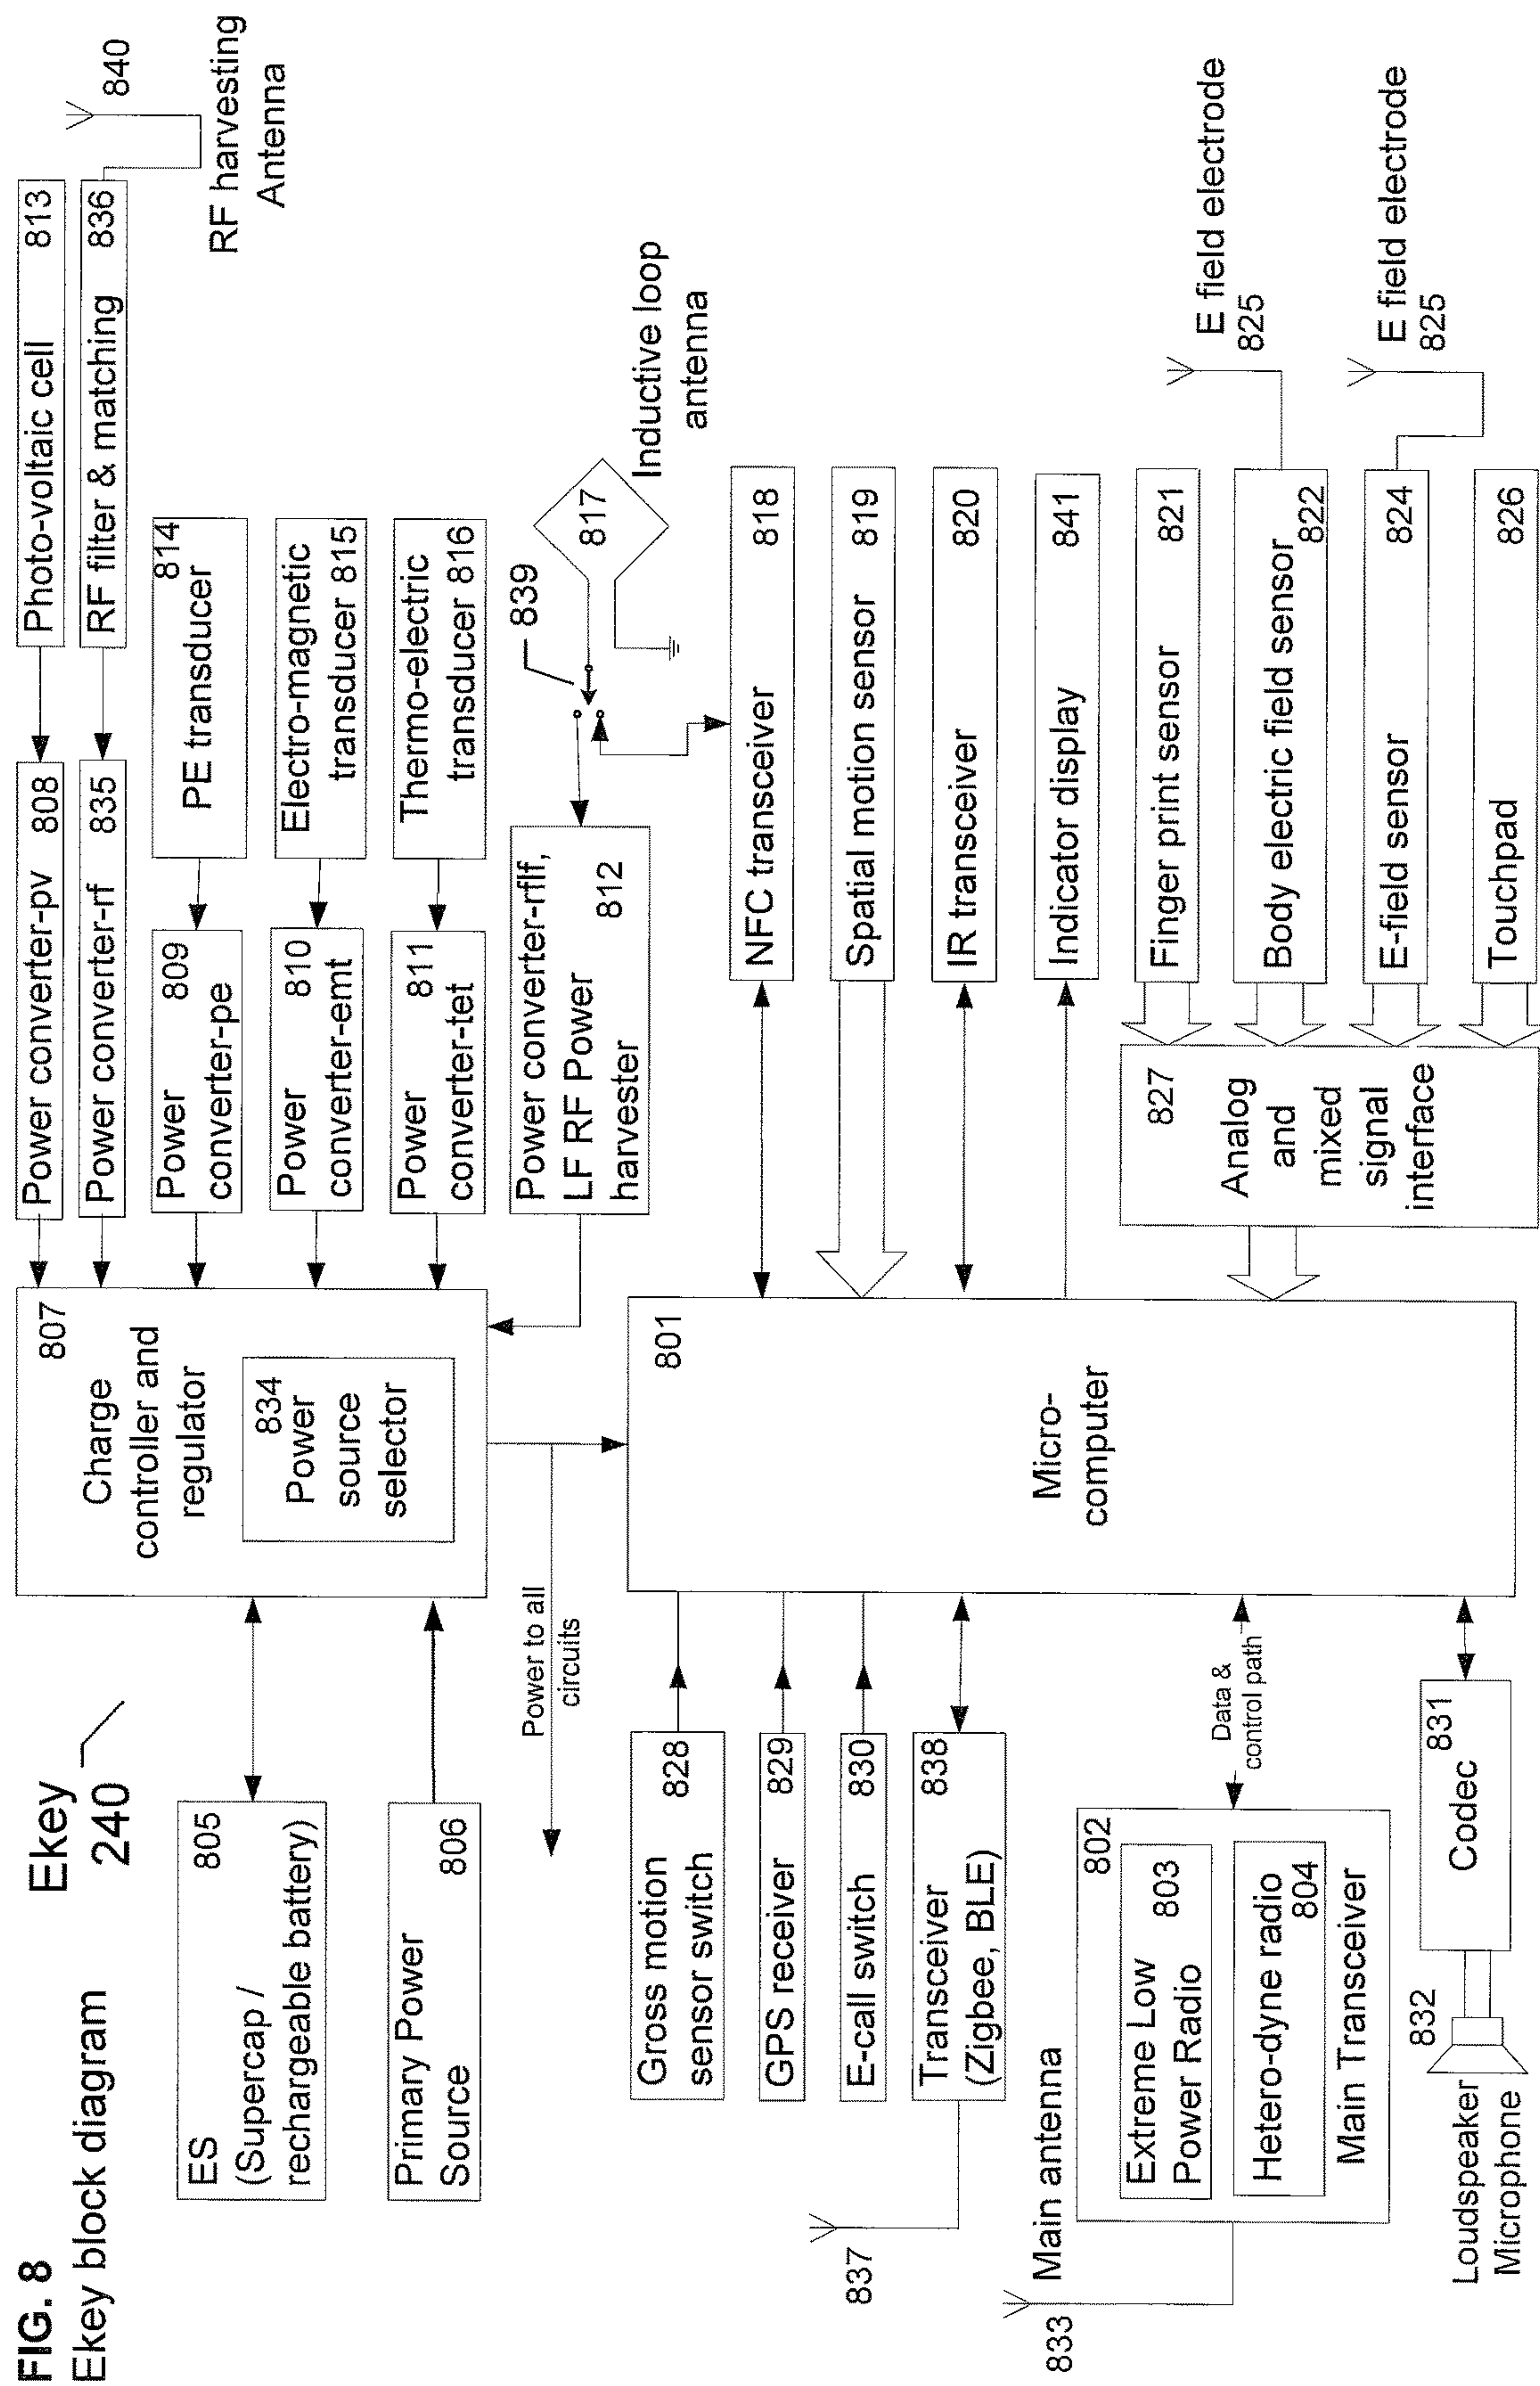 FIG. 8
Ekey block diagram
Ekey
240
ES
805
(Supercap /
rechargeable battery)
Primary Power
Source
806
807
Charge
controller and
regulator
834
Power
source
selector
Power converter-pv 808
Photo-voltaic cell 813
Power converter-rf 835
RF filter & matching 836
840
RF harvesting
Antenna
Power 809
converter-pe
814
PE transducer
Power 810
converter-emt
Electro-magnetic
transducer 815
Power 811
converter-tet
Thermo-electric
transducer 816
Power converter-rflf,
LF RF Power
harvester
812
839
817
Inductive loop
antenna
Power to all
circuits
Gross motion
sensor switch
828
GPS receiver 829
E-call switch 830
Transceiver 838
(Zigbee, BLE)
837
Main antenna
833
802
Extreme Low
Power Radio 803
Hetero-dyne radio
804
Main Transceiver
Data &
control path
Codec 831
832
Loudspeaker
Microphone
801
Micro-
computer
NFC transceiver 818
Spatial motion sensor 819
IR transceiver 820
Indicator display 841
827
Analog
and
mixed
signal
interface
Finger print sensor 821
Body electric field sensor
822
E-field sensor 824
Touchpad 826
E field electrode
825
E field electrode
825